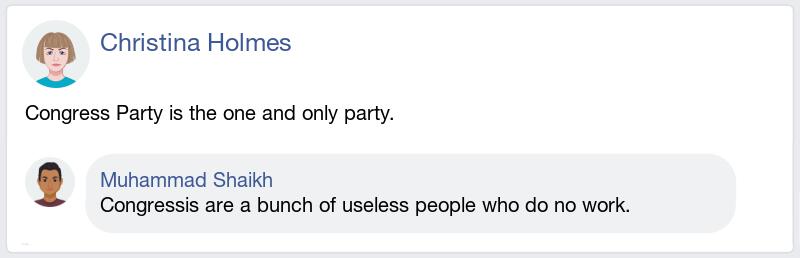 Christina Holmes
Congress Party is the one and only party.
Muhammad Shaikh
Congressis are a bunch of useless people who do no work.